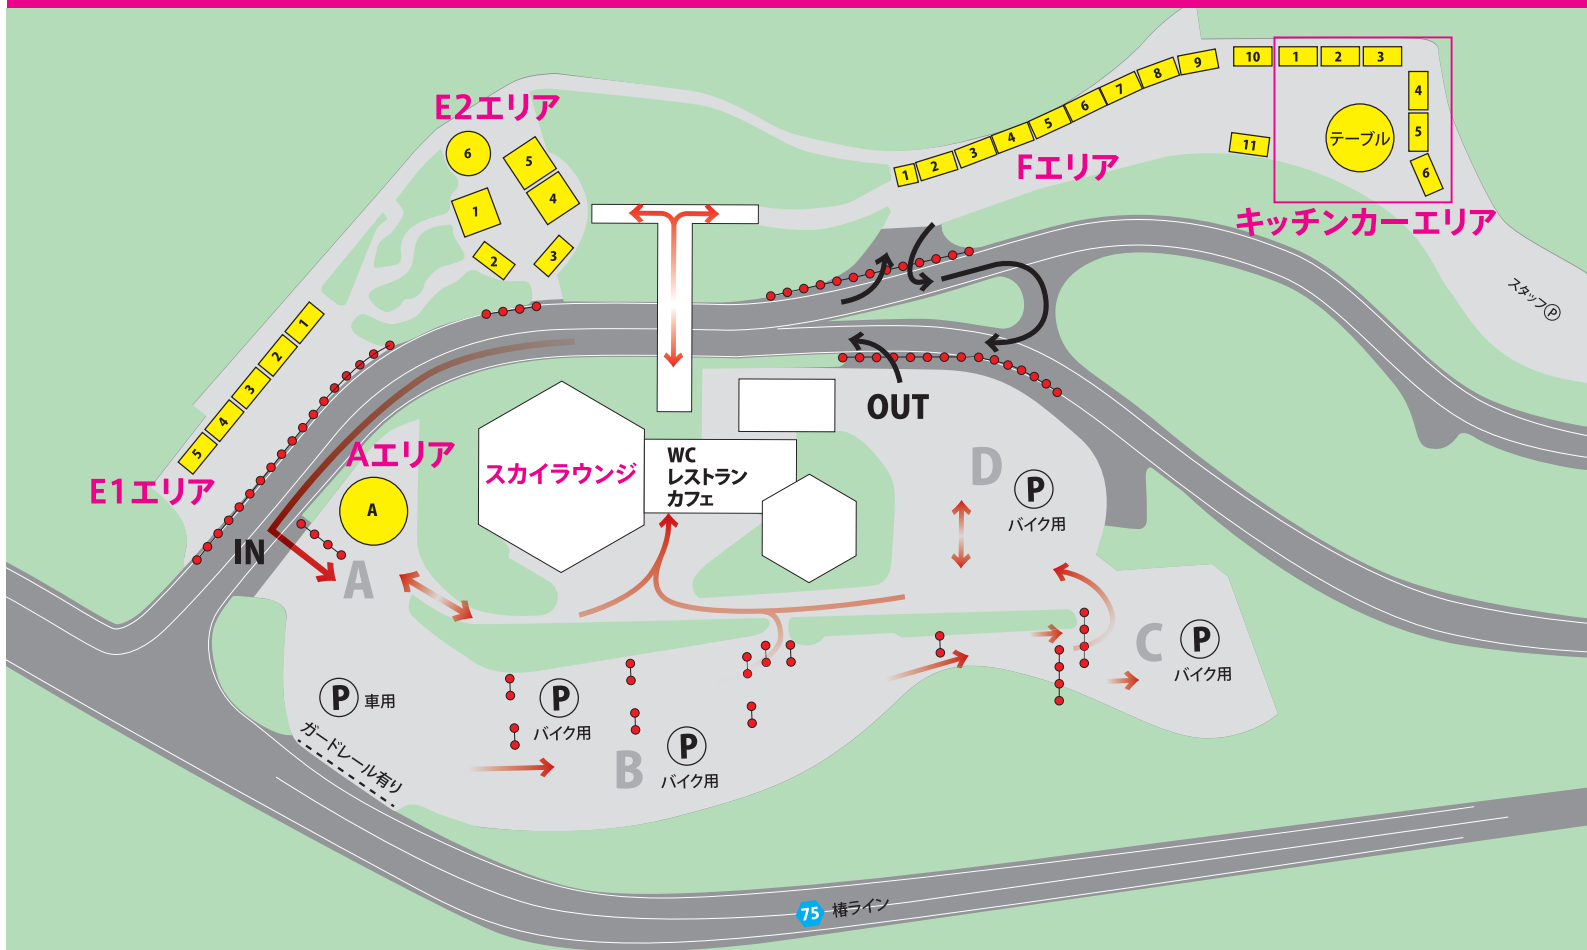 E2エリア
6
5
4
1
2
3
1
2
3
4
5
6
7
8
9
10
11
Fエリア
1
2
3
4
5
6
テーブル
キッチンカーエリア
スタッフP
1
2
3
4
5
E1エリア
Aエリア
A
IN
A
スカイラウンジ
WC
レストラン
カフェ
OUT
D
P
バイク用
C
P
バイク用
P 車用
ガードレール有り
P
バイク用
B
P
バイク用
75 椿ライン